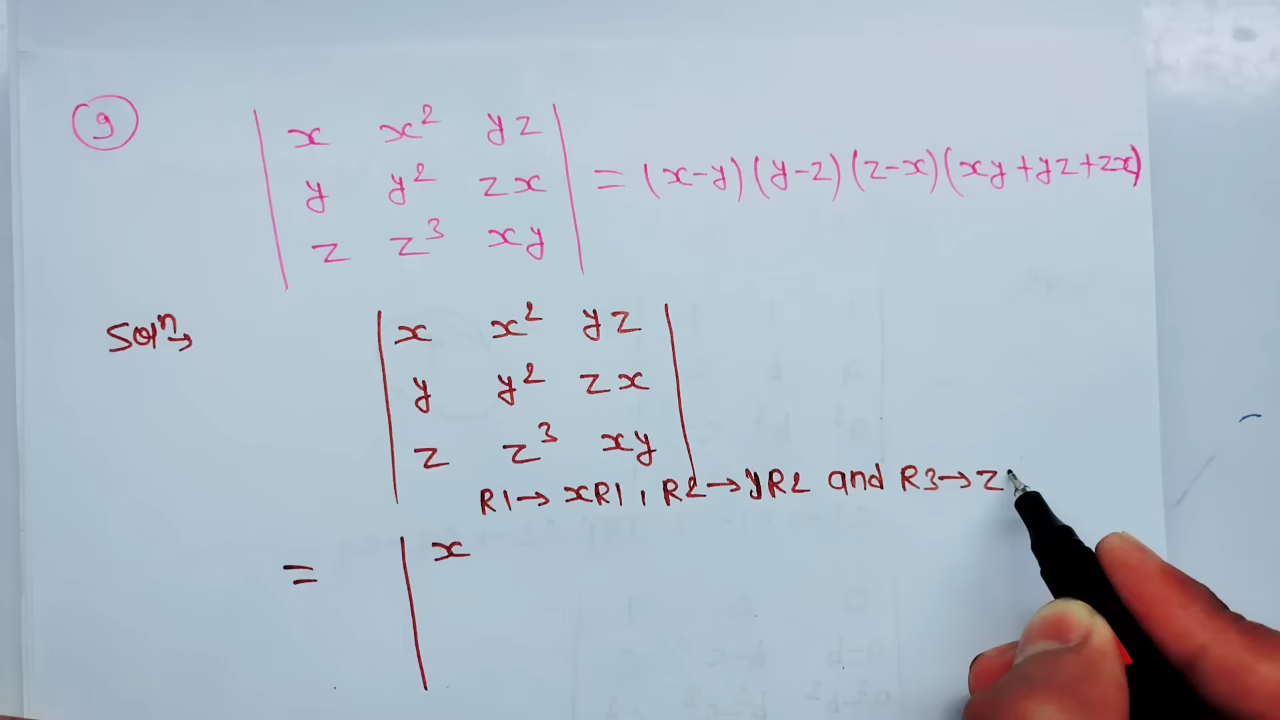 9
x x² yz
y y² zx = (x-y)(y-z)(z-x)(xy+yz+zx)
z z³ xy
Solⁿ→
x x² yz
y y² zx
z z³ xy
R1→xR1, R2→yR2 and R3→z
= | x